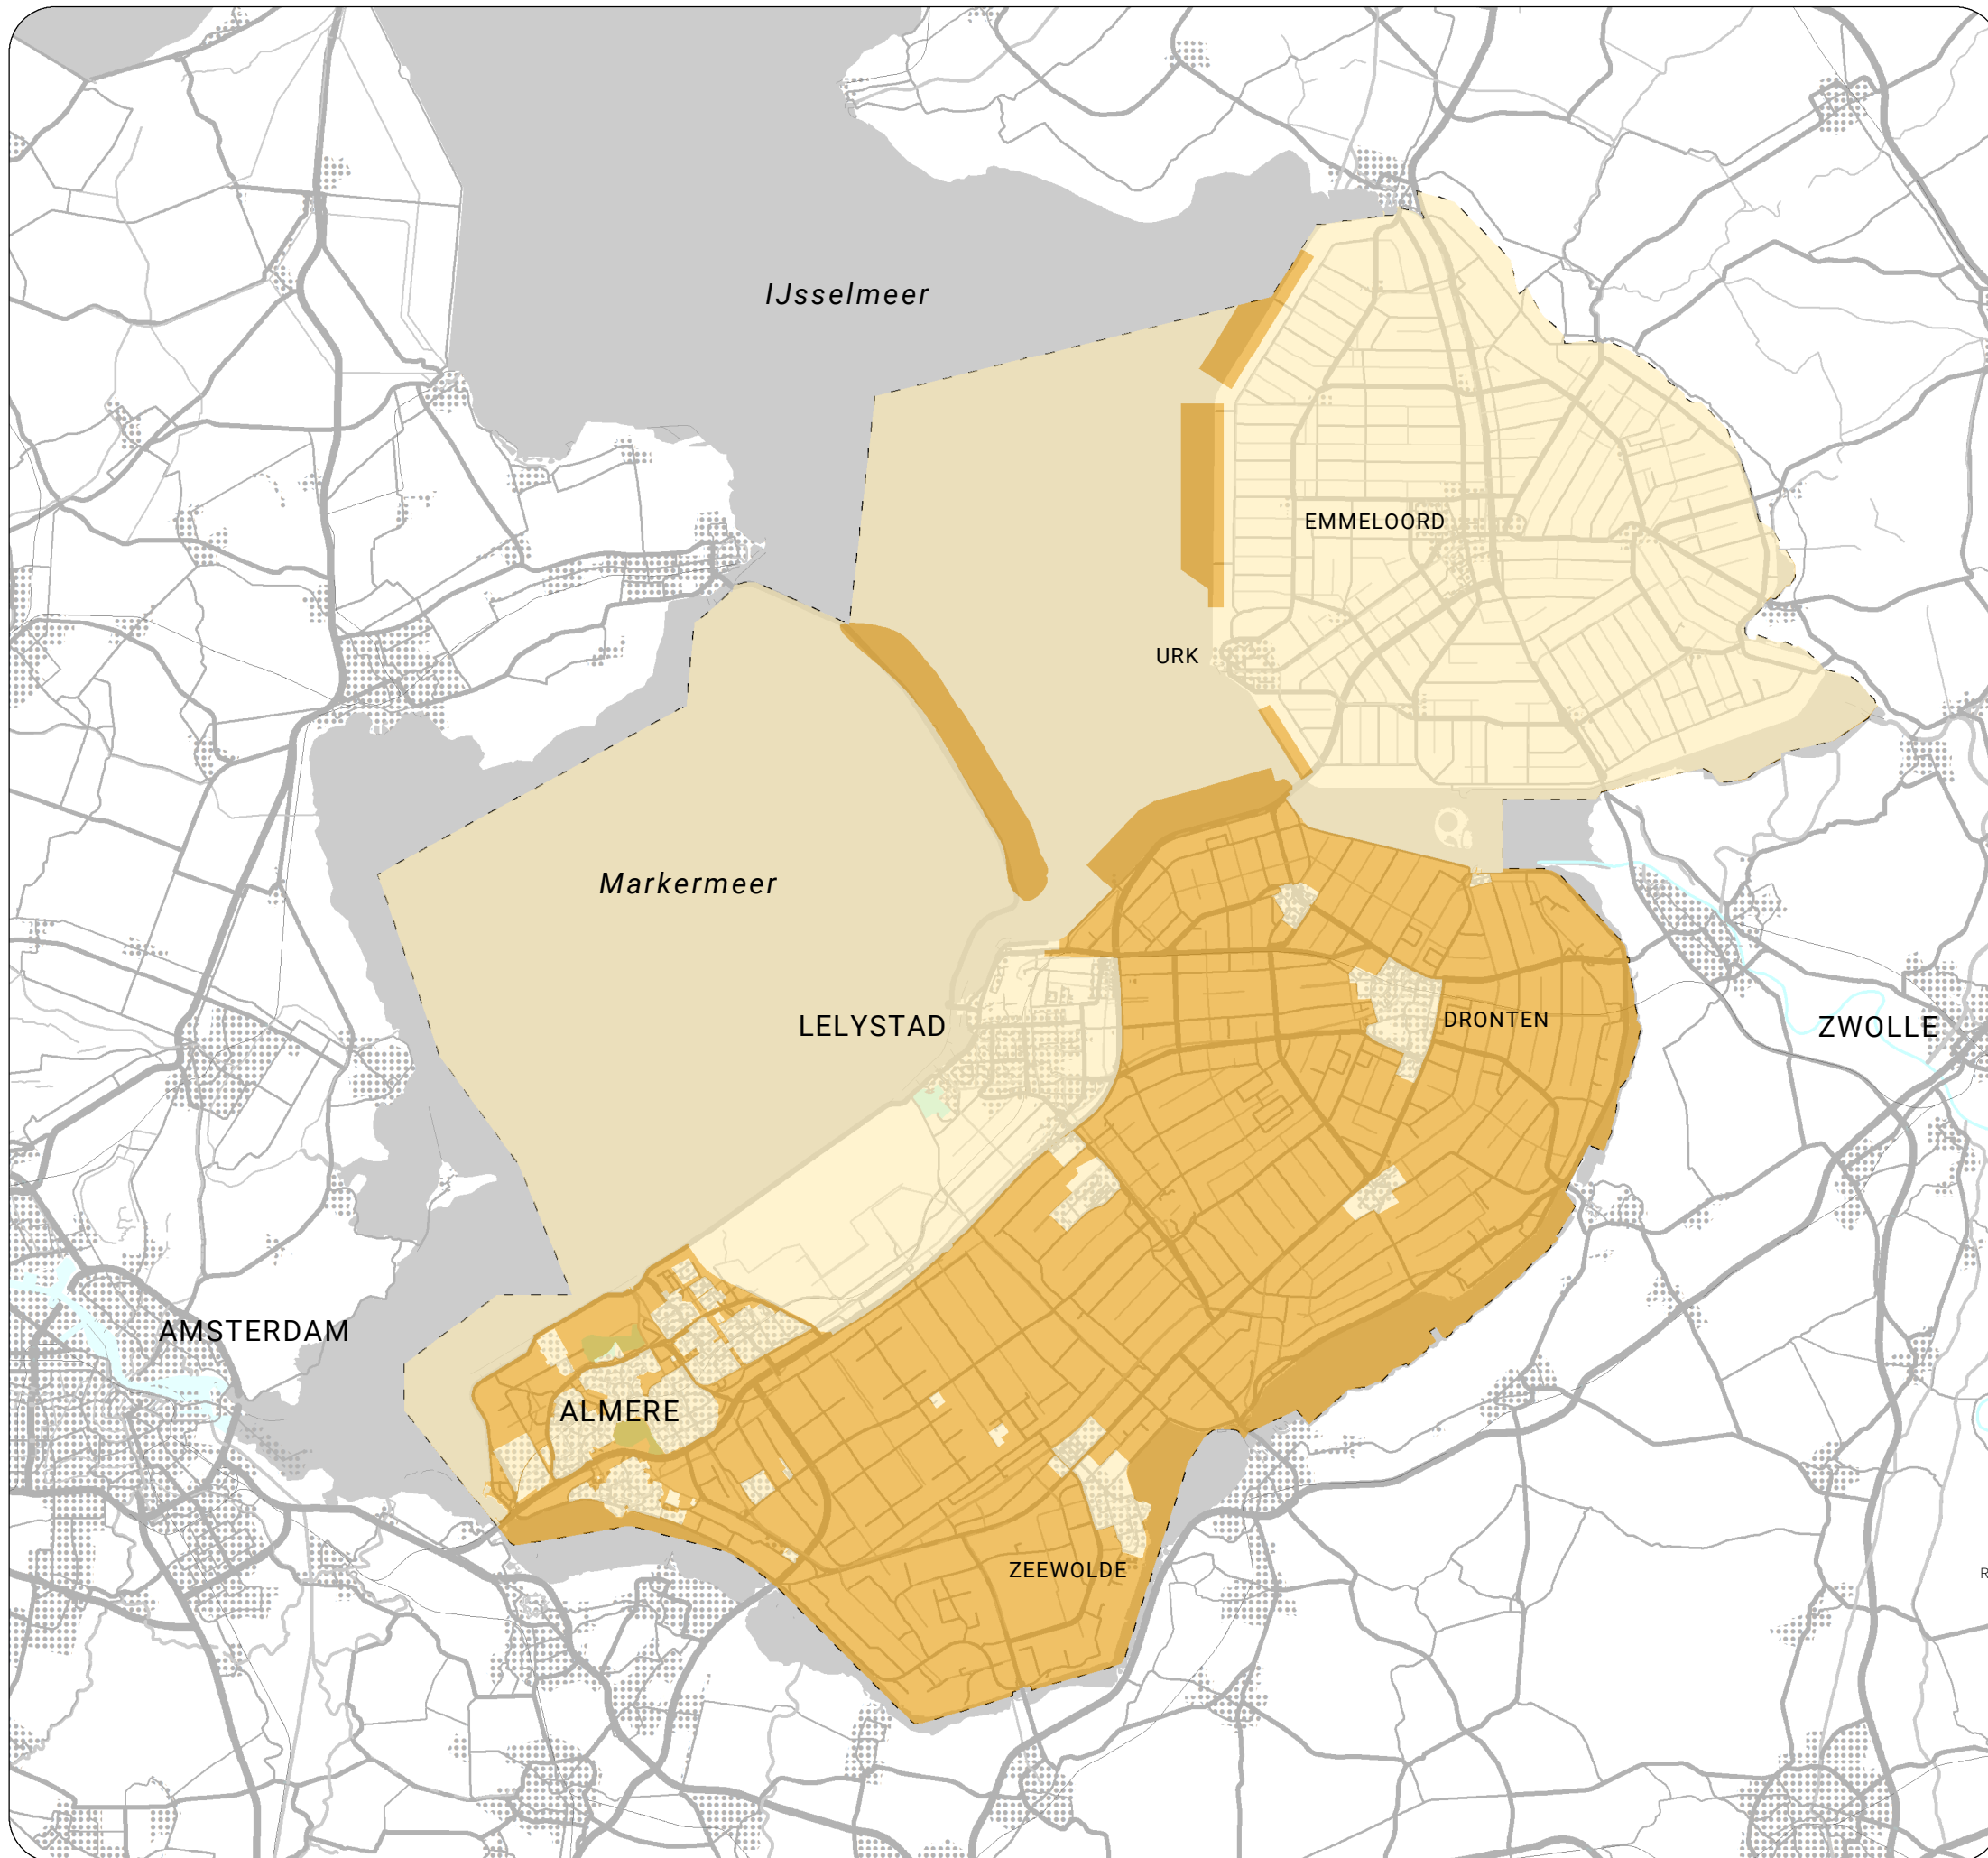 IJsselmeer
EMMELOORD
URK
Markermeer
LELYSTAD
DRONTEN
ZWOLLE
AMSTERDAM
ALMERE
ZEEWOLDE
R